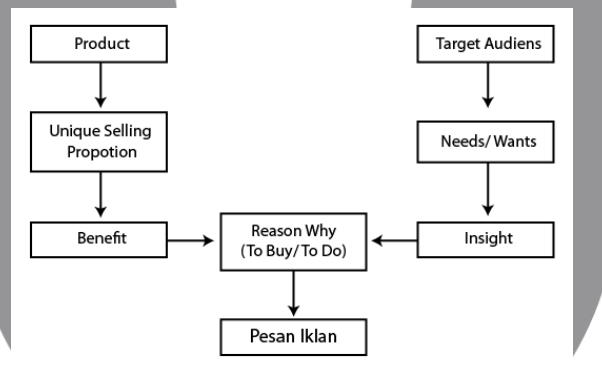 Product
Target Audiens
Unique Selling
Propotion
Needs/ Wants
Benefit
Reason Why
(To Buy/ To Do)
Insight
Pesan Iklan